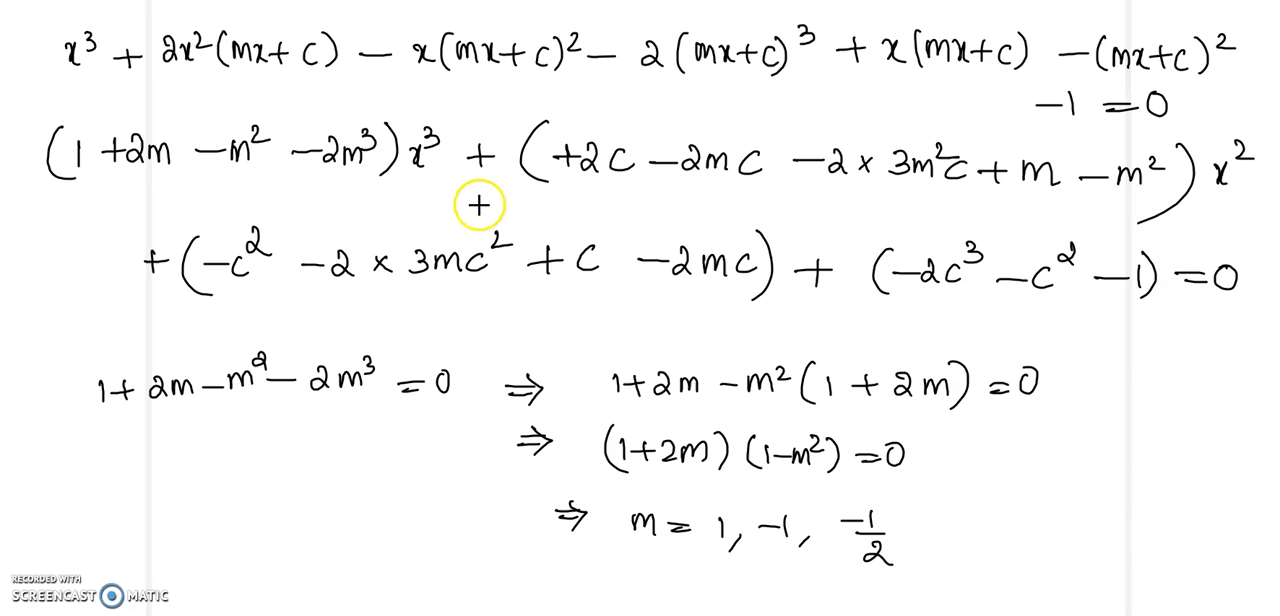 x³ + 2x²(mx+c) − x(mx+c)² − 2(mx+c)³ + x(mx+c) − (mx+c)²
−1 = 0
(1 +2m −m² −2m³)x³ + (+2c −2mc −2 × 3m²c + m − m²) x²
+
+ (−c² −2 × 3mc² + c −2mc) + (−2c³ −c² −1) = 0
1+ 2m −m² − 2m³ = 0 ⇒ 1+2m −m²(1 + 2m) = 0
⇒ (1+2m) (1−m²) = 0
⇒ m = 1, −1, −1/2
RECORDED WITH
SCREENCAST MATIC